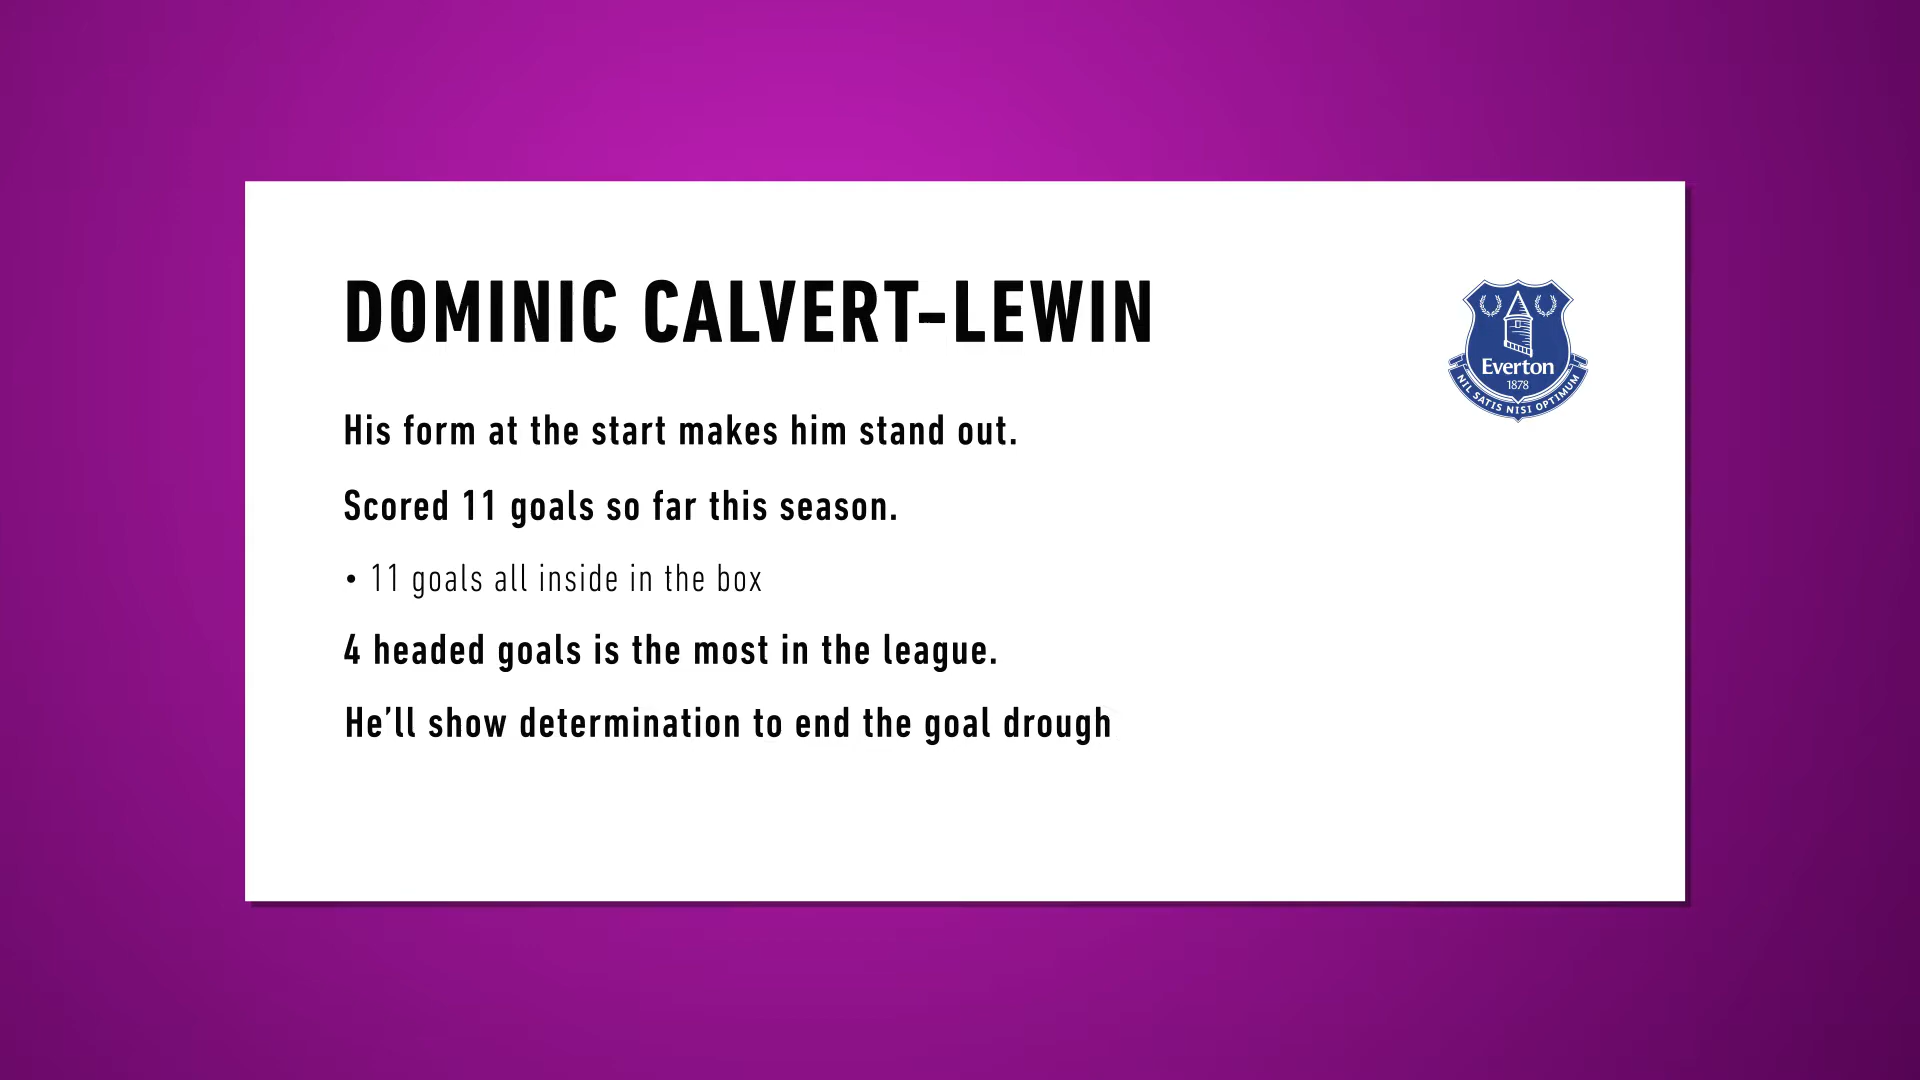 DOMINIC CALVERT-LEWIN
Everton
1878
NIL SATIS NISI OPTIMUM
His form at the start makes him stand out.
Scored 11 goals so far this season.
• 11 goals all inside in the box
4 headed goals is the most in the league.
He’ll show determination to end the goal drough